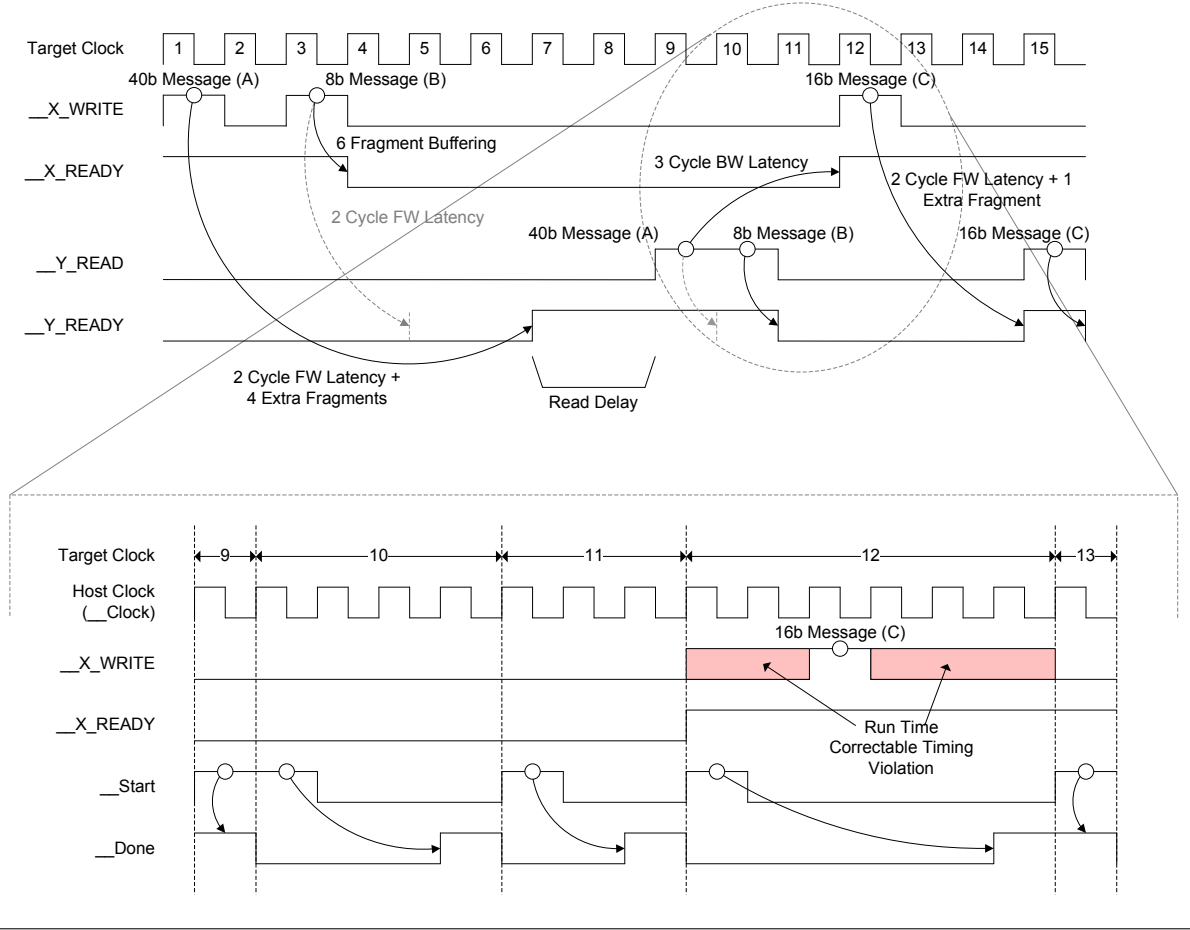 Target Clock 1 2 3 4 5 6 7 8 9 10 11 12 13 14 15
40b Message (A) 8b Message (B) 16b Message (C)
__X_WRITE
6 Fragment Buffering
3 Cycle BW Latency
__X_READY
2 Cycle FW Latency + 1
Extra Fragment
2 Cycle FW Latency
40b Message (A) 8b Message (B) 16b Message (C)
__Y_READ
__Y_READY
2 Cycle FW Latency +
4 Extra Fragments
Read Delay
Target Clock 9 10 11 12 13
Host Clock
(__Clock)
16b Message (C)
__X_WRITE
__X_READY
Run Time
Correctable Timing
Violation
__Start
__Done